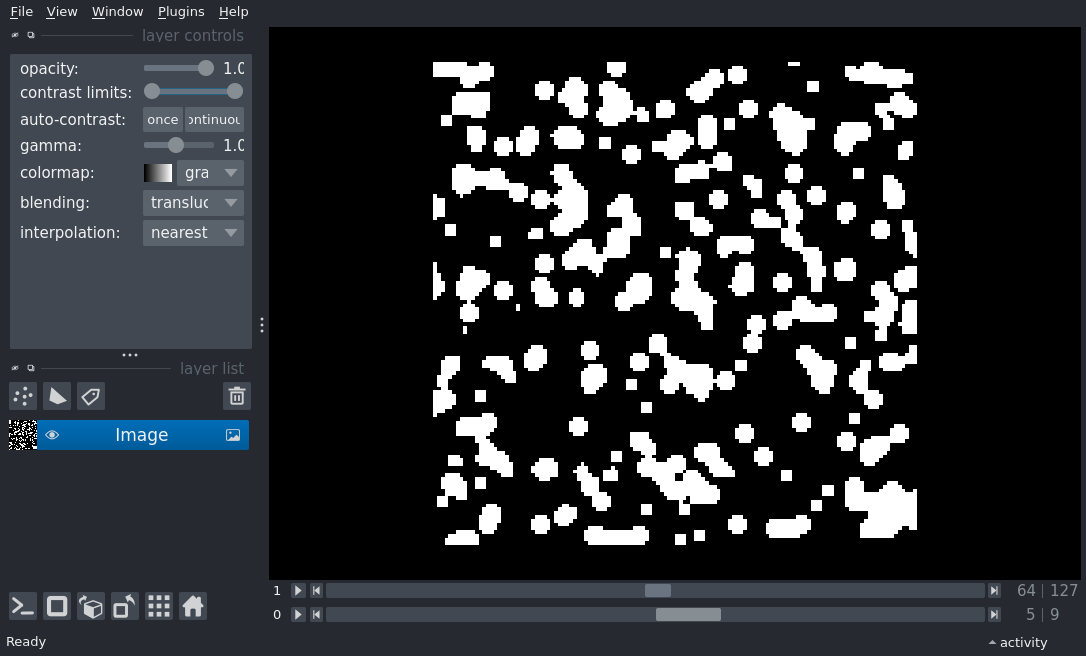 File View Window Plugins Help
layer controls
opacity: 1.0
contrast limits:
auto-contrast: once ontinuou
gamma: 1.0
colormap: gra
blending: transluc
interpolation: nearest
layer list
Image
1 64 | 127
0 5 | 9
Ready activity